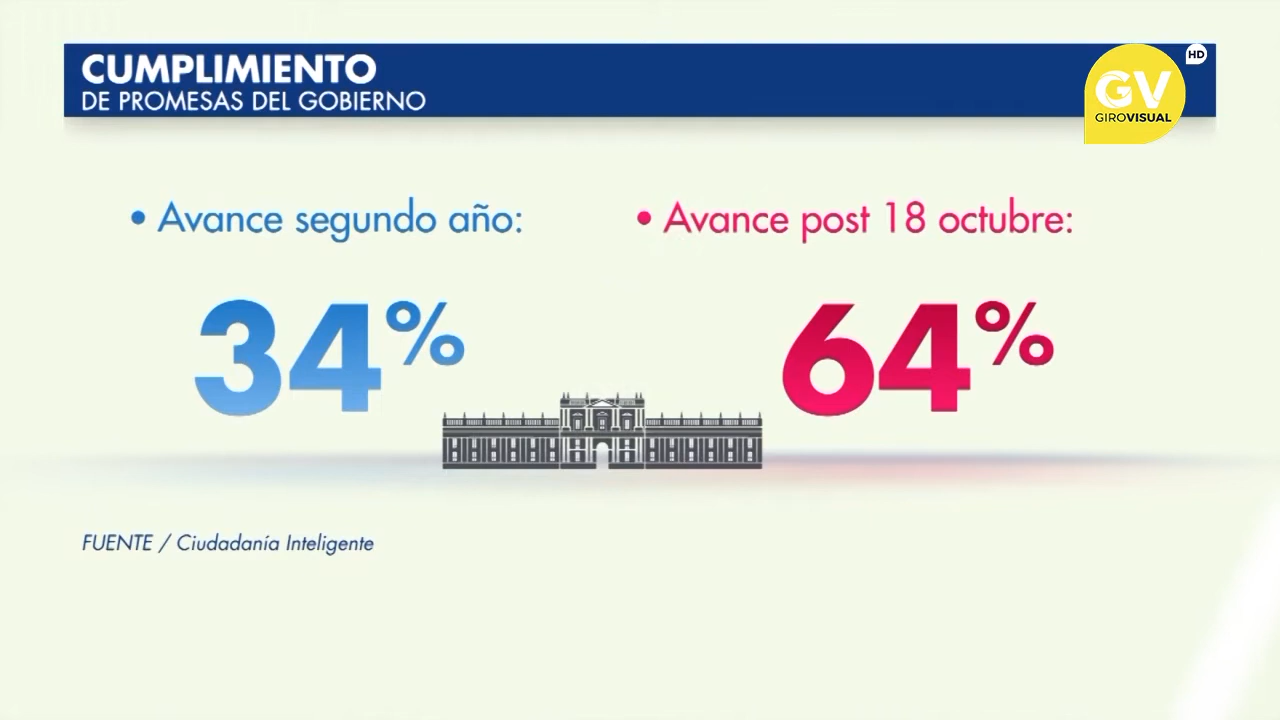 CUMPLIMIENTO
DE PROMESAS DEL GOBIERNO
HD
GV
GIROVISUAL
• Avance segundo año:
34%
• Avance post 18 octubre:
64%
FUENTE / Ciudadanía Inteligente